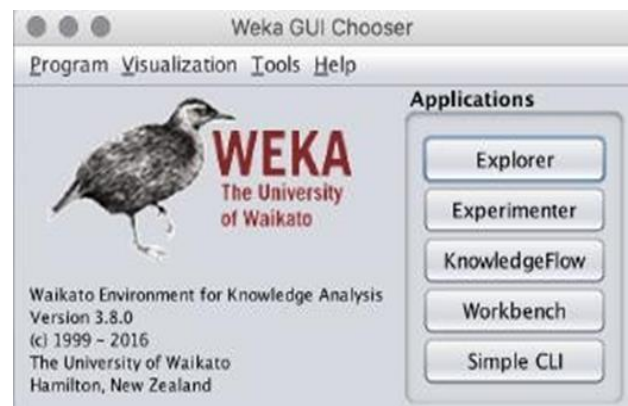 Weka GUI Chooser
Program Visualization Tools Help
WEKA
The University
of Waikato
Waikato Environment for Knowledge Analysis
Version 3.8.0
(c) 1999 - 2016
The University of Waikato
Hamilton, New Zealand
Applications
Explorer
Experimenter
KnowledgeFlow
Workbench
Simple CLI